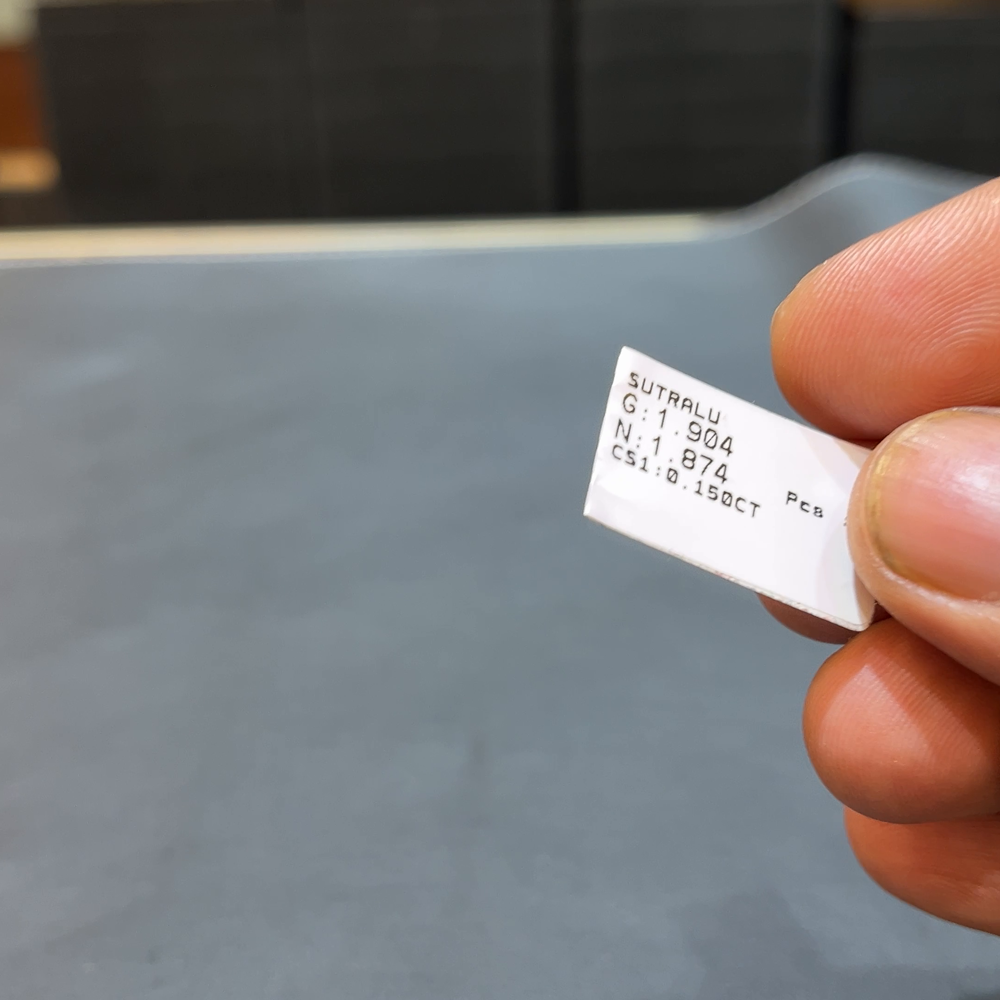 SUTRALU
G:1.904
N:1.874
CS1:0.150CT Pcs